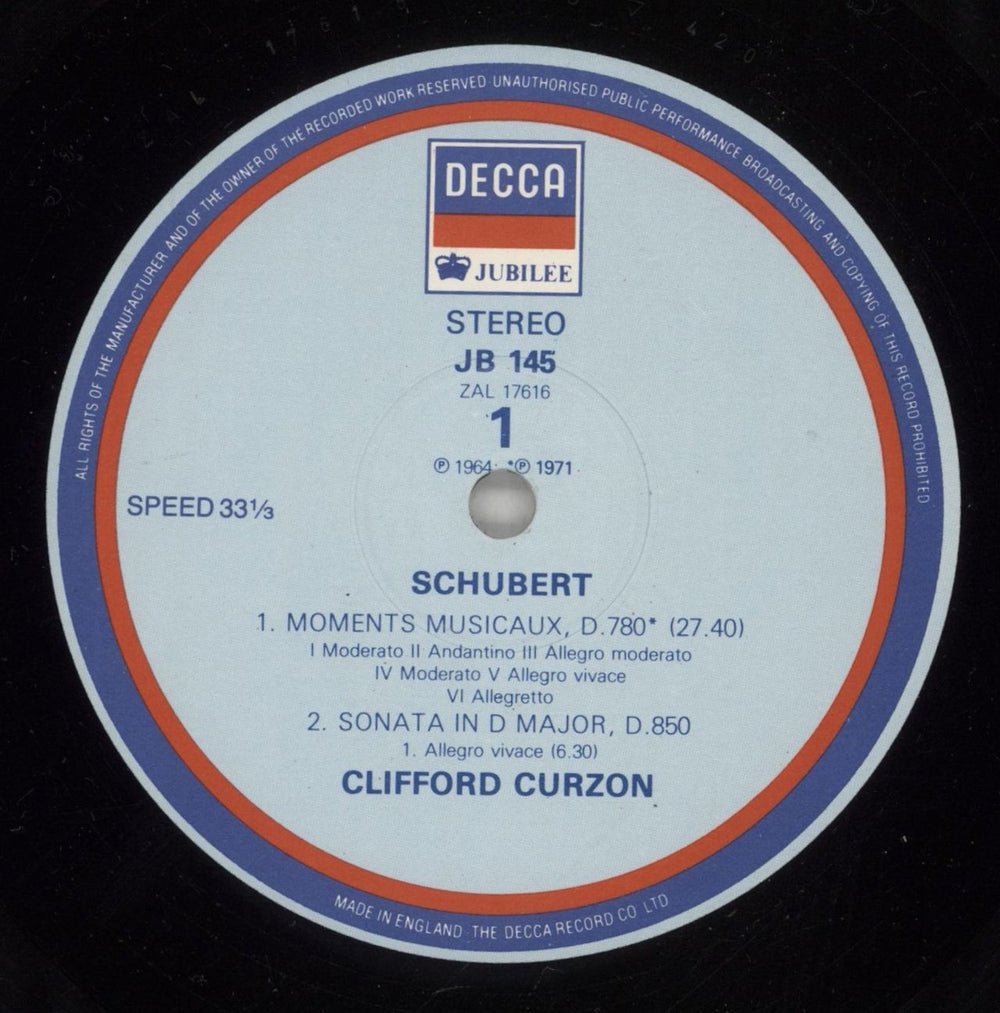 ALL RIGHTS OF THE MANUFACTURER AND OF THE OWNER OF THE RECORDED WORK RESERVED UNAUTHORISED PUBLIC PERFORMANCE BROADCASTING AND COPYING OF THIS RECORD PROHIBITED
DECCA
JUBILEE
STEREO
JB 145
ZAL 17616
1
℗ 1964 *℗ 1971
SPEED 33⅓
SCHUBERT
1. MOMENTS MUSICAUX, D.780* (27.40)
I Moderato II Andantino III Allegro moderato
IV Moderato V Allegro vivace
VI Allegretto
2. SONATA IN D MAJOR, D.850
1. Allegro vivace (6.30)
CLIFFORD CURZON
MADE IN ENGLAND THE DECCA RECORD CO LTD